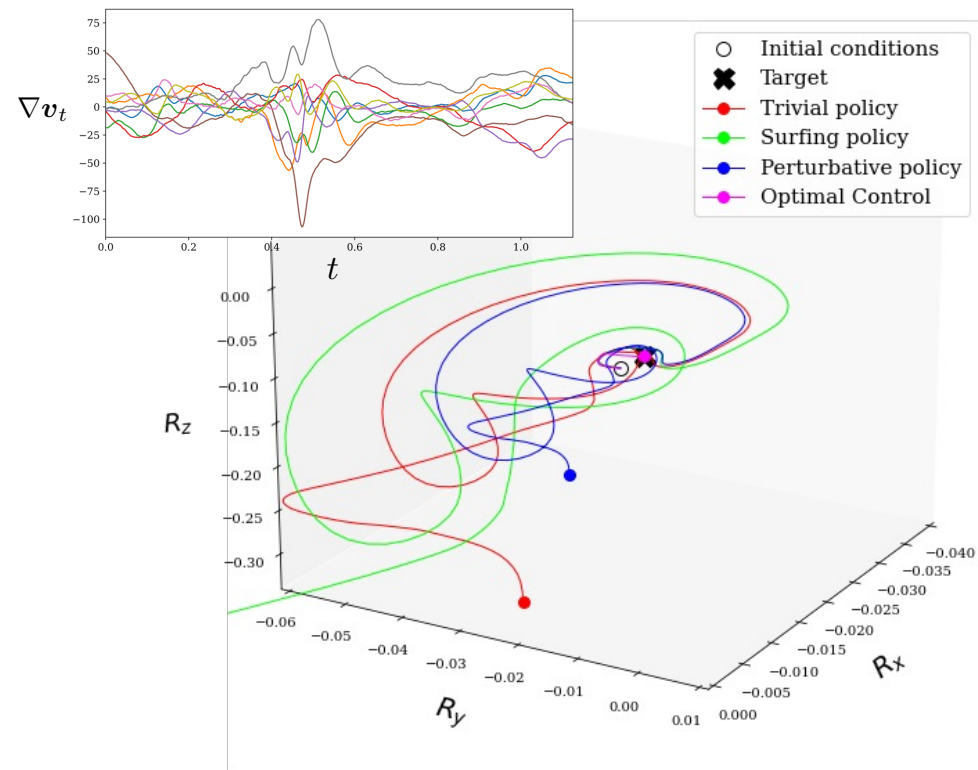 75
50
25
0
−25
−50
−75
−100
∇𝒗ₜ
0.0 0.2 0.4 0.6 0.8 1.0
t
Initial conditions
Target
Trivial policy
Surfing policy
Perturbative policy
Optimal Control
0.00
−0.05
−0.10
−0.15
−0.20
−0.25
−0.30
R_z
−0.06
−0.05
−0.04
−0.03
−0.02
−0.01
0.00
0.01
R_y
−0.040
−0.035
−0.030
−0.025
−0.020
−0.015
−0.010
−0.005
0.000
R_x